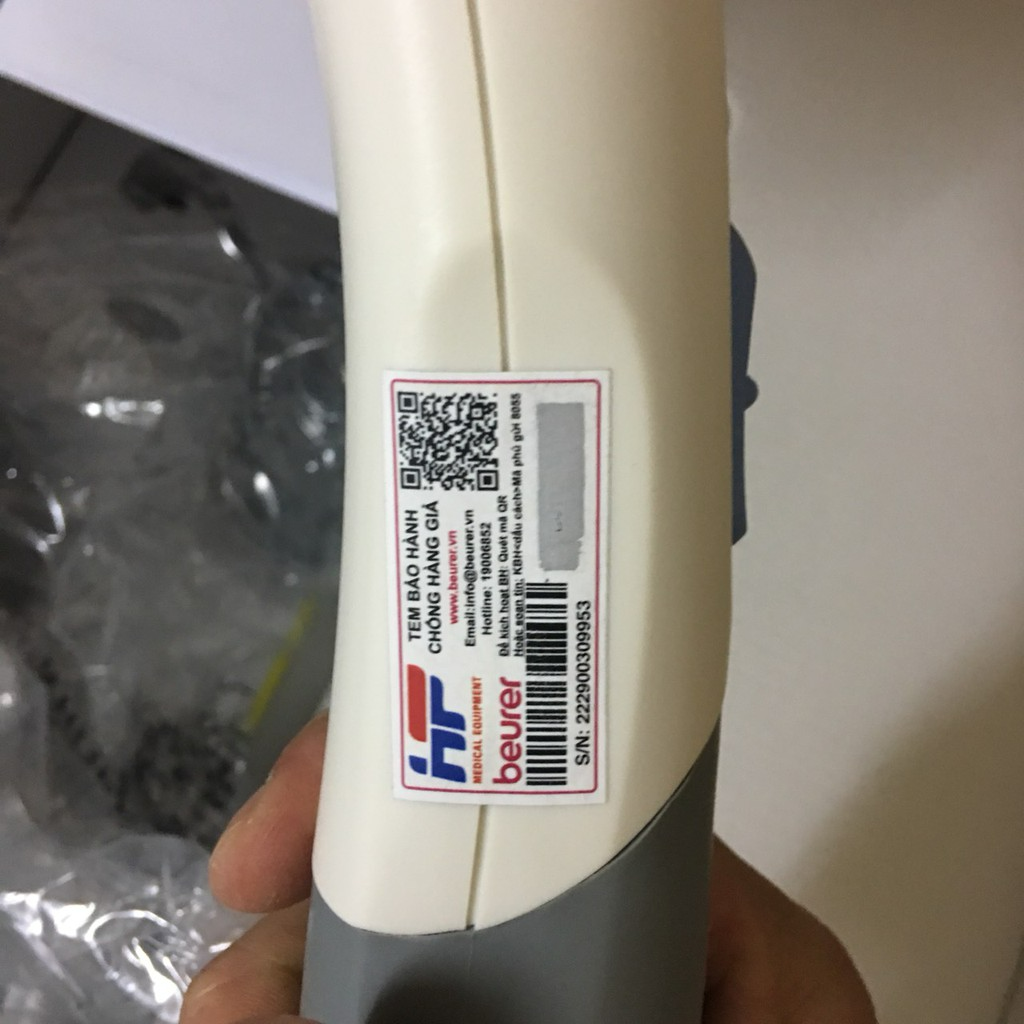 HTP
MEDICAL EQUIPMENT
TEM BẢO HÀNH
CHỐNG HÀNG GIẢ
www.beurer.vn
Email:info@beurer.vn
Hotline: 19006852
beurer
Để kích hoạt BH: Quét mã QR
Hoặc soạn tin: KBH<dấu cách>Mã phủ gửi 8055
S/N: 222900309953